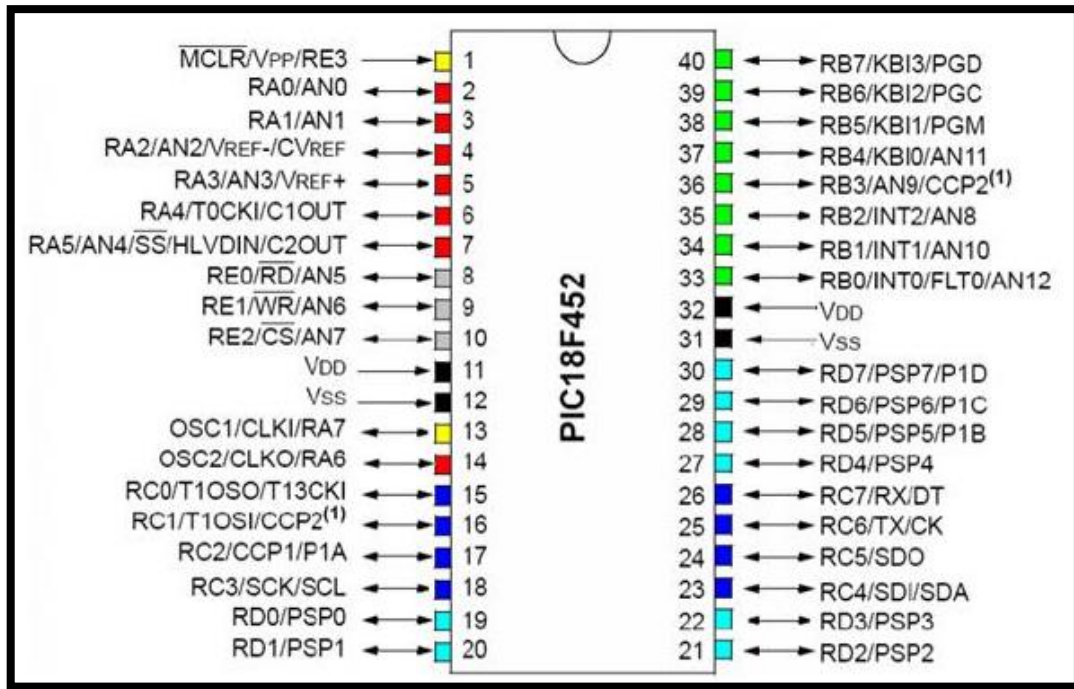 MCLR/VPP/RE3 1
RA0/AN0 2
RA1/AN1 3
RA2/AN2/VREF-/CVREF 4
RA3/AN3/VREF+ 5
RA4/T0CKI/C1OUT 6
RA5/AN4/SS/HLVDIN/C2OUT 7
RE0/RD/AN5 8
RE1/WR/AN6 9
RE2/CS/AN7 10
VDD 11
VSS 12
OSC1/CLKI/RA7 13
OSC2/CLKO/RA6 14
RC0/T1OSO/T13CKI 15
RC1/T1OSI/CCP2(1) 16
RC2/CCP1/P1A 17
RC3/SCK/SCL 18
RD0/PSP0 19
RD1/PSP1 20
PIC18F452
40 RB7/KBI3/PGD
39 RB6/KBI2/PGC
38 RB5/KBI1/PGM
37 RB4/KBI0/AN11
36 RB3/AN9/CCP2(1)
35 RB2/INT2/AN8
34 RB1/INT1/AN10
33 RB0/INT0/FLT0/AN12
32 VDD
31 VSS
30 RD7/PSP7/P1D
29 RD6/PSP6/P1C
28 RD5/PSP5/P1B
27 RD4/PSP4
26 RC7/RX/DT
25 RC6/TX/CK
24 RC5/SDO
23 RC4/SDI/SDA
22 RD3/PSP3
21 RD2/PSP2